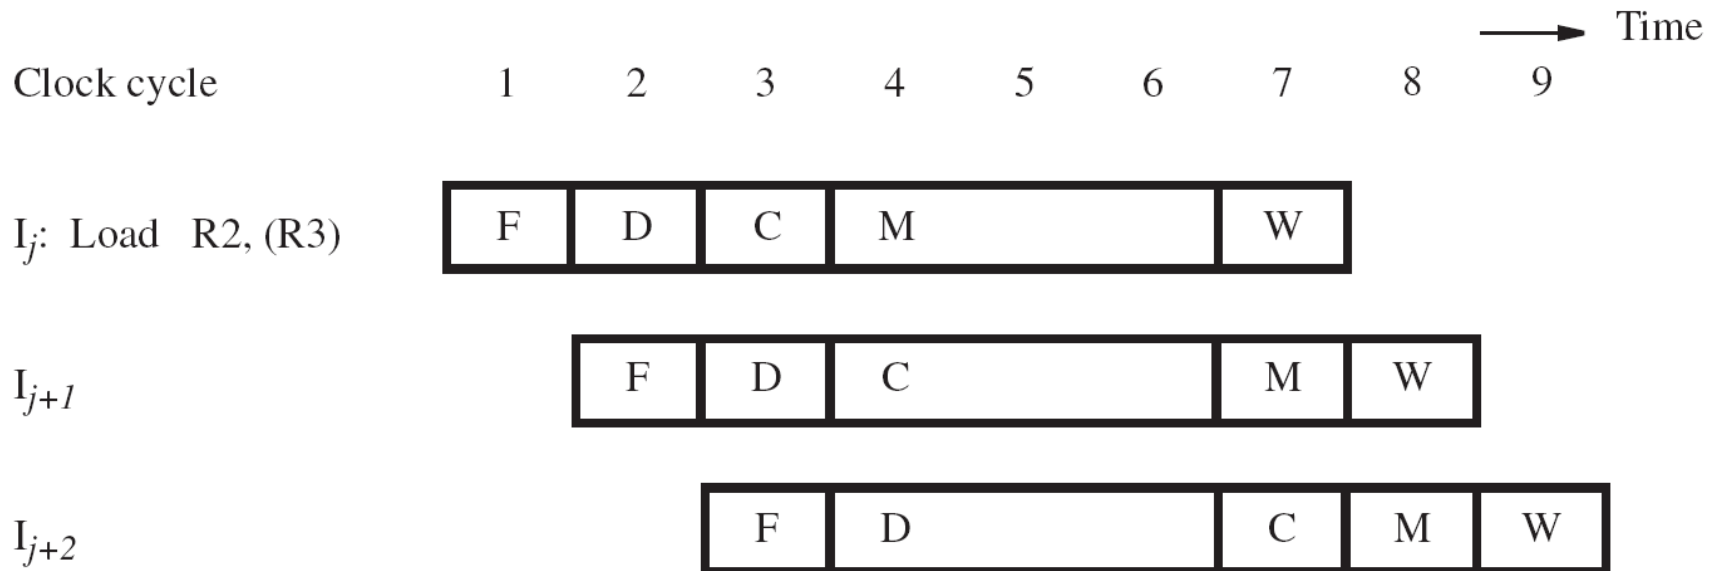 Time
Clock cycle 1 2 3 4 5 6 7 8 9
Ij: Load R2, (R3) F D C M W
Ij+1 F D C M W
Ij+2 F D C M W